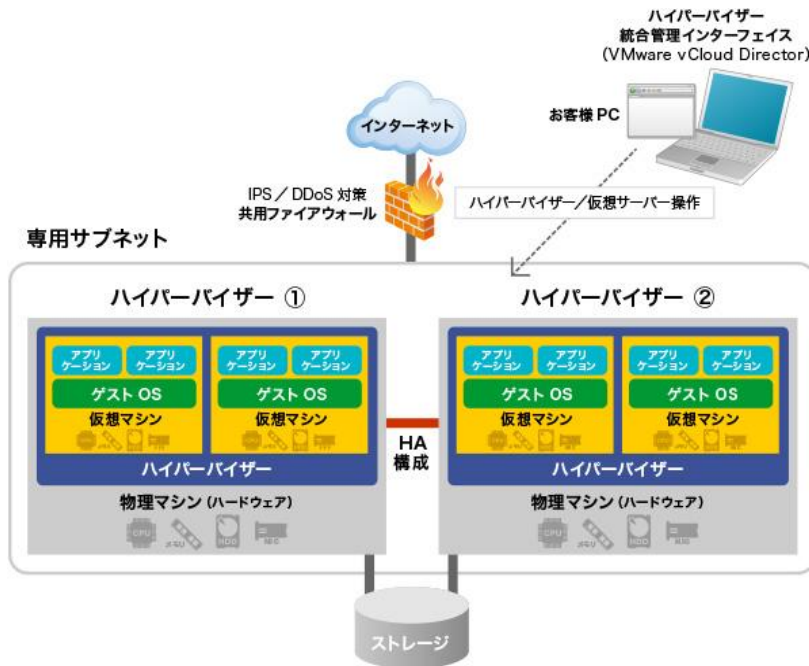 ハイパーバイザー
統合管理インターフェイス
(VMware vCloud Director)
お客様 PC
インターネット
IPS／DDoS 対策
共用ファイアウォール
ハイパーバイザー／仮想サーバー操作
専用サブネット
ハイパーバイザー ①
ハイパーバイザー ②
アプリ
ケーション
アプリ
ケーション
ゲスト OS
仮想マシン
アプリ
ケーション
アプリ
ケーション
ゲスト OS
仮想マシン
ハイパーバイザー
物理マシン（ハードウェア）
CPU
メモリ
HDD
NIC
HA
構成
アプリ
ケーション
アプリ
ケーション
ゲスト OS
仮想マシン
アプリ
ケーション
アプリ
ケーション
ゲスト OS
仮想マシン
ハイパーバイザー
物理マシン（ハードウェア）
CPU
メモリ
HDD
NIC
ストレージ